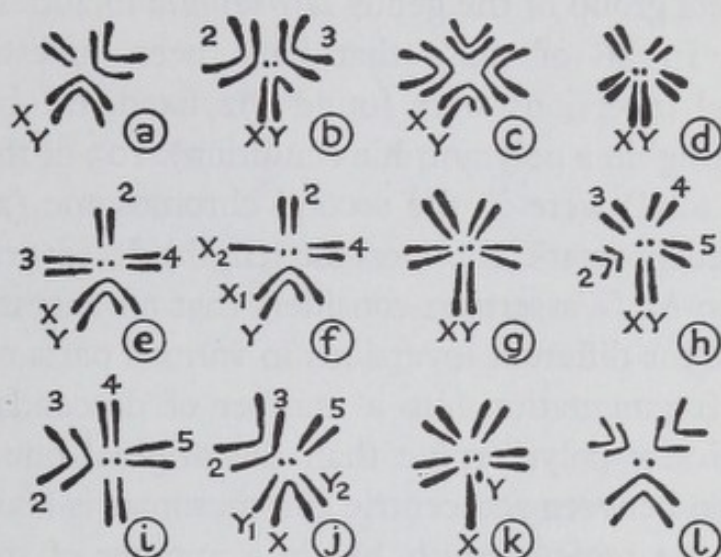 2 3
X Y ⓐ XY ⓑ X Y ⓒ XY ⓓ
2 2 3 4
3 4 X₂ 4 2 5
X Y ⓔ X₁ Y ⓕ XY ⓖ XY ⓗ
3 4 3 5
5 2 Y
2 ⓘ Y₁ X Y₂ ⓙ X ⓚ ⓛ